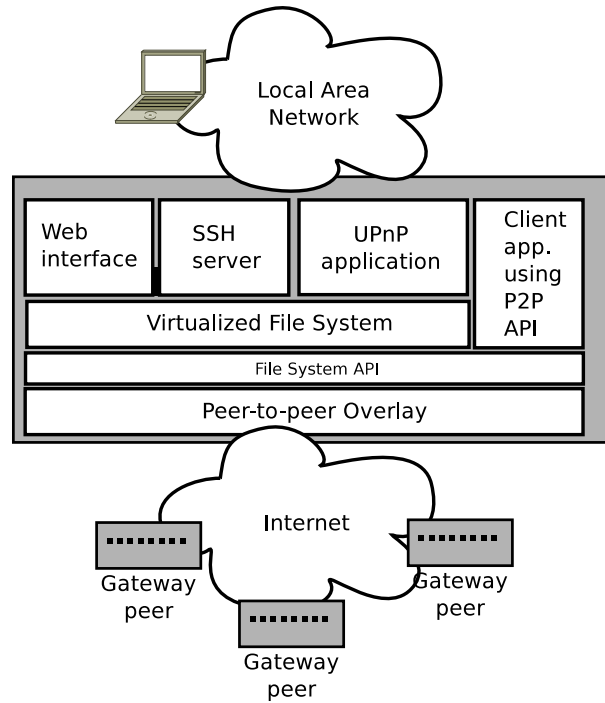 Local Area
Network
Web
interface
SSH
server
UPnP
application
Client
app.
using
P2P
API
Virtualized File System
File System API
Peer-to-peer Overlay
Internet
Gateway
peer
Gateway
peer
Gateway
peer